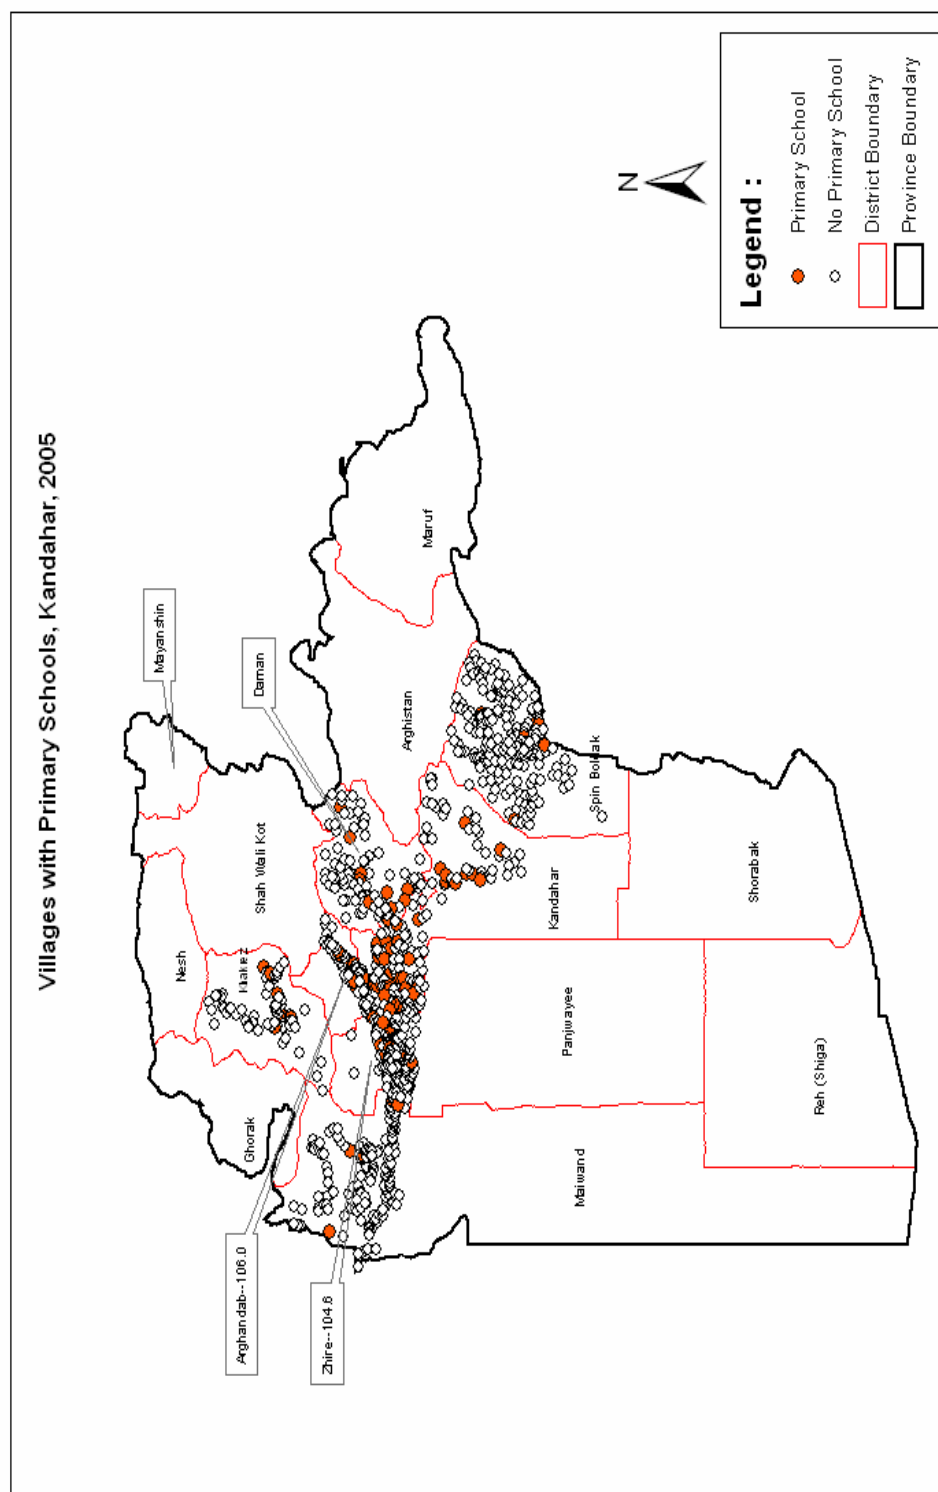 Villages with Primary Schools, Kandahar, 2005
Mayanshin
Daman
Nesh
Shah Wali Kot
Khakrez
Ghorak
Arghistan
Maruf
Arghandab--106.0
Zhire--104.6
Spin Boldak
Kandahar
Panjwayee
Maiwand
Shorabak
Reh (Shiga)
N
Legend :
Primary School
No Primary School
District Boundary
Province Boundary